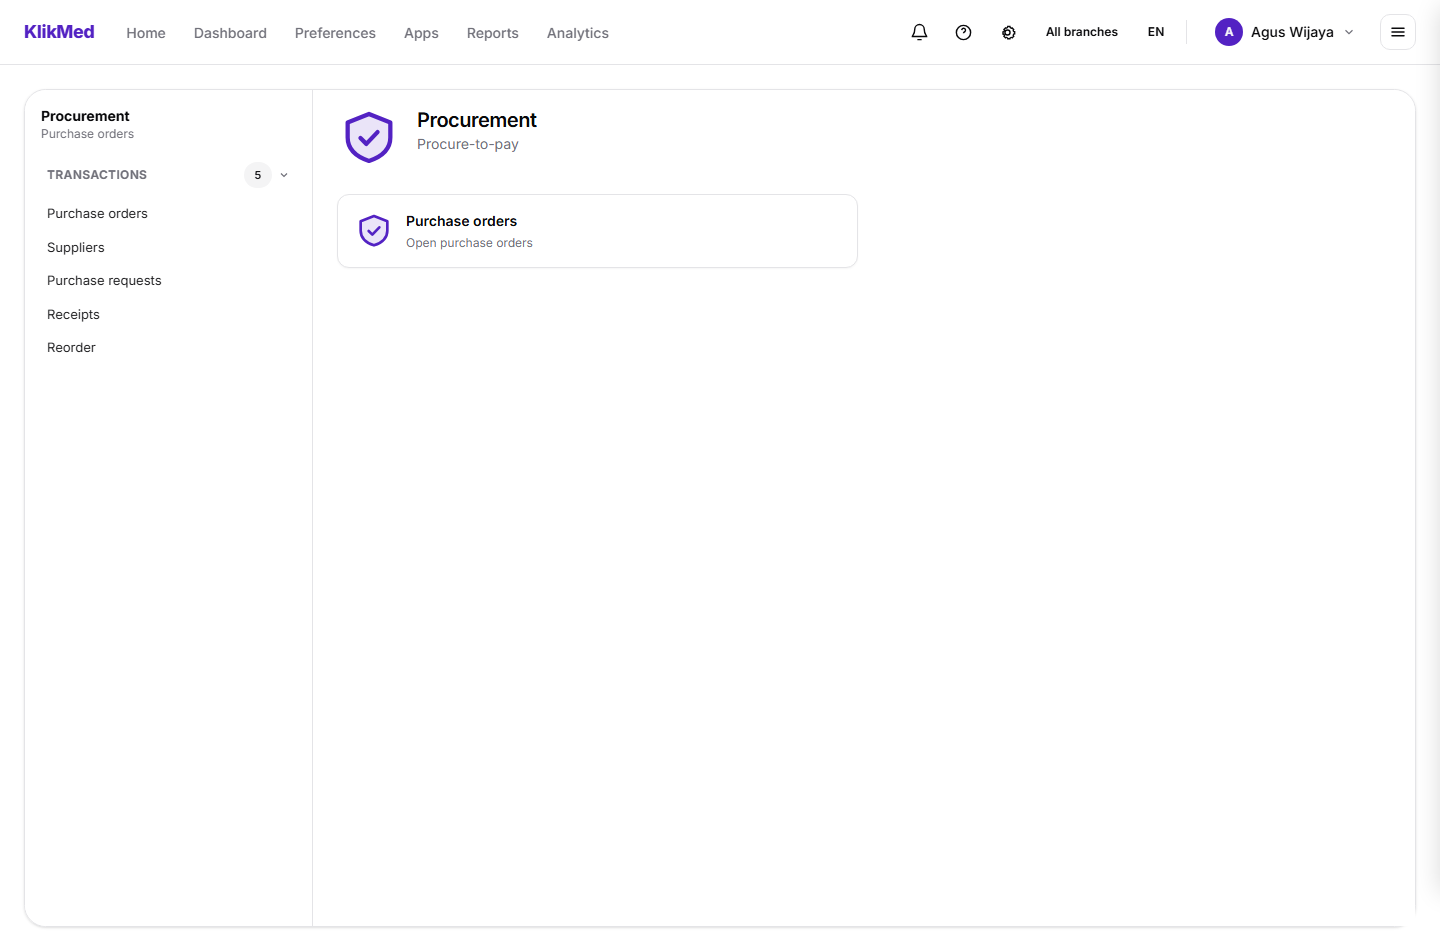 KlikMed
Home
Dashboard
Preferences
Apps
Reports
Analytics
All branches
EN
A
Agus Wijaya
Procurement
Purchase orders
TRANSACTIONS
5
Purchase orders
Suppliers
Purchase requests
Receipts
Reorder
Procurement
Procure-to-pay
Purchase orders
Open purchase orders